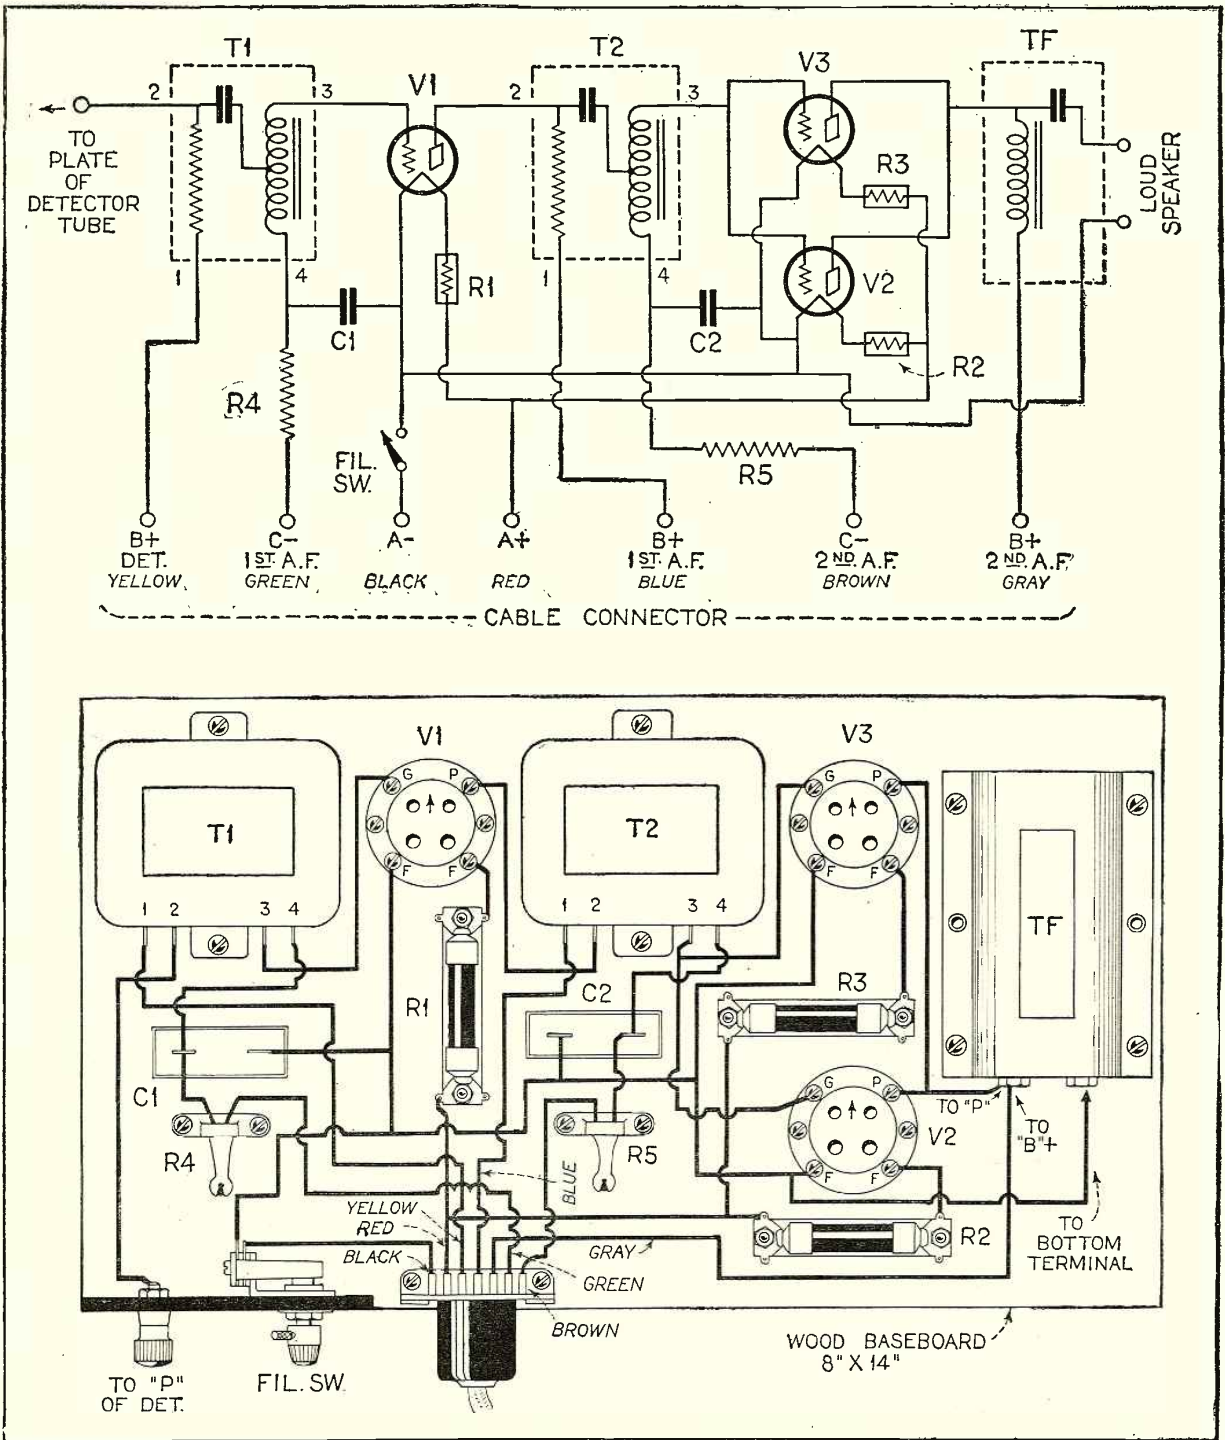 T1
V1
T2
V3
TF
2
3
2
3
TO
PLATE
OF
DETECTOR
TUBE
R3
LOUD
SPEAKER
1
4
R1
1
4
V2
C1
C2
R2
R4
FIL.
SW.
R5
B+
DET.
YELLOW
C-
1ST. A.F.
GREEN
A-
BLACK
A+
RED
B+
1ST. A.F.
BLUE
C-
2ND. A.F.
BROWN
B+
2ND. A.F.
GRAY
CABLE CONNECTOR
V1
V3
G P
G P
T1
T2
F F
F F
1 2 3 4
1 2 3 4
TF
R1
C2
R3
C1
G P
TO "P"
TO
"B"+
V2
R4
R5
F F
BLUE
YELLOW
RED
BLACK
GRAY
GREEN
R2
TO
BOTTOM
TERMINAL
BROWN
WOOD BASEBOARD
8" X 14"
TO "P"
OF DET.
FIL. SW.